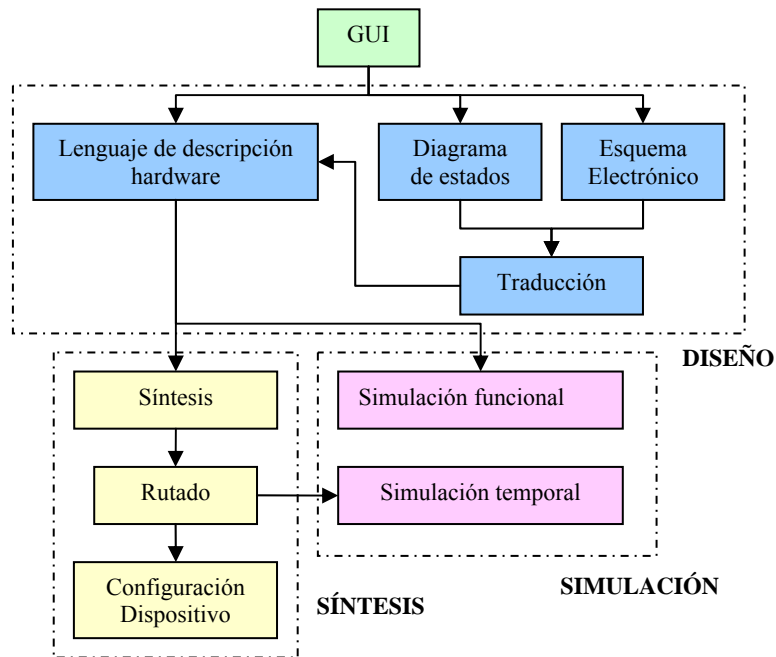 GUI
Lenguaje de descripción
hardware
Diagrama
de estados
Esquema
Electrónico
Traducción
DISEÑO
Síntesis
Simulación funcional
Rutado
Simulación temporal
Configuración
Dispositivo
SÍNTESIS
SIMULACIÓN